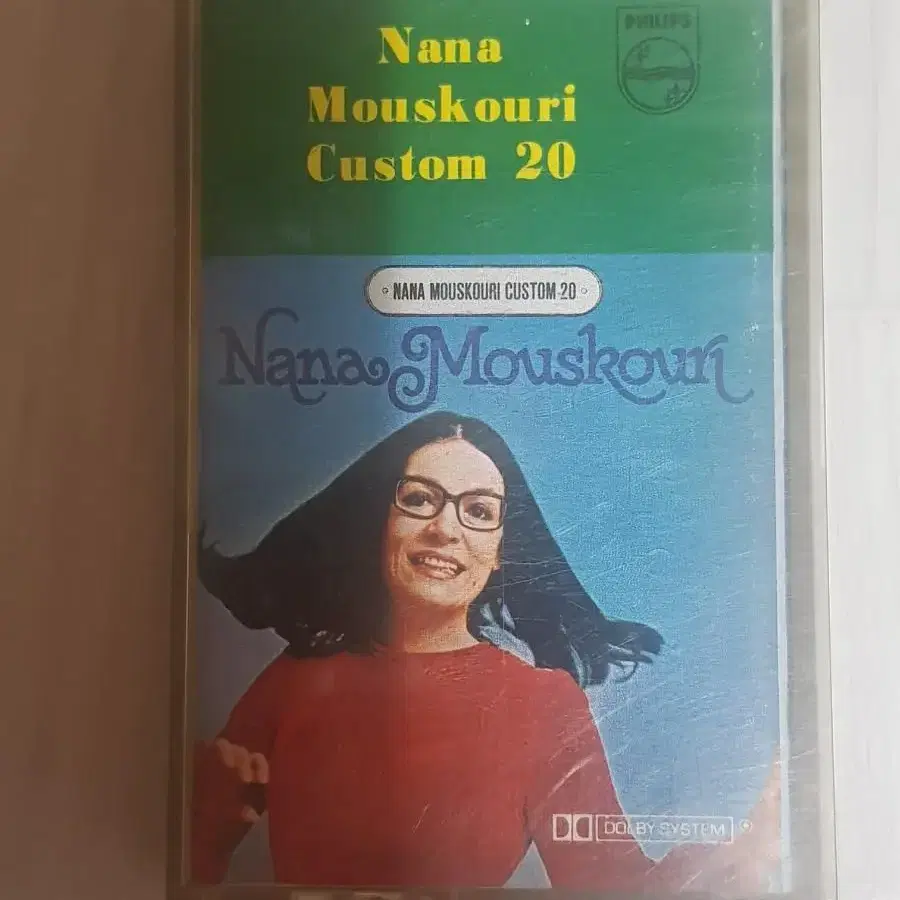 Nana
Mouskouri
Custom 20
PHILIPS
NANA MOUSKOURI CUSTOM 20
Nana Mouskouri
DOLBY SYSTEM